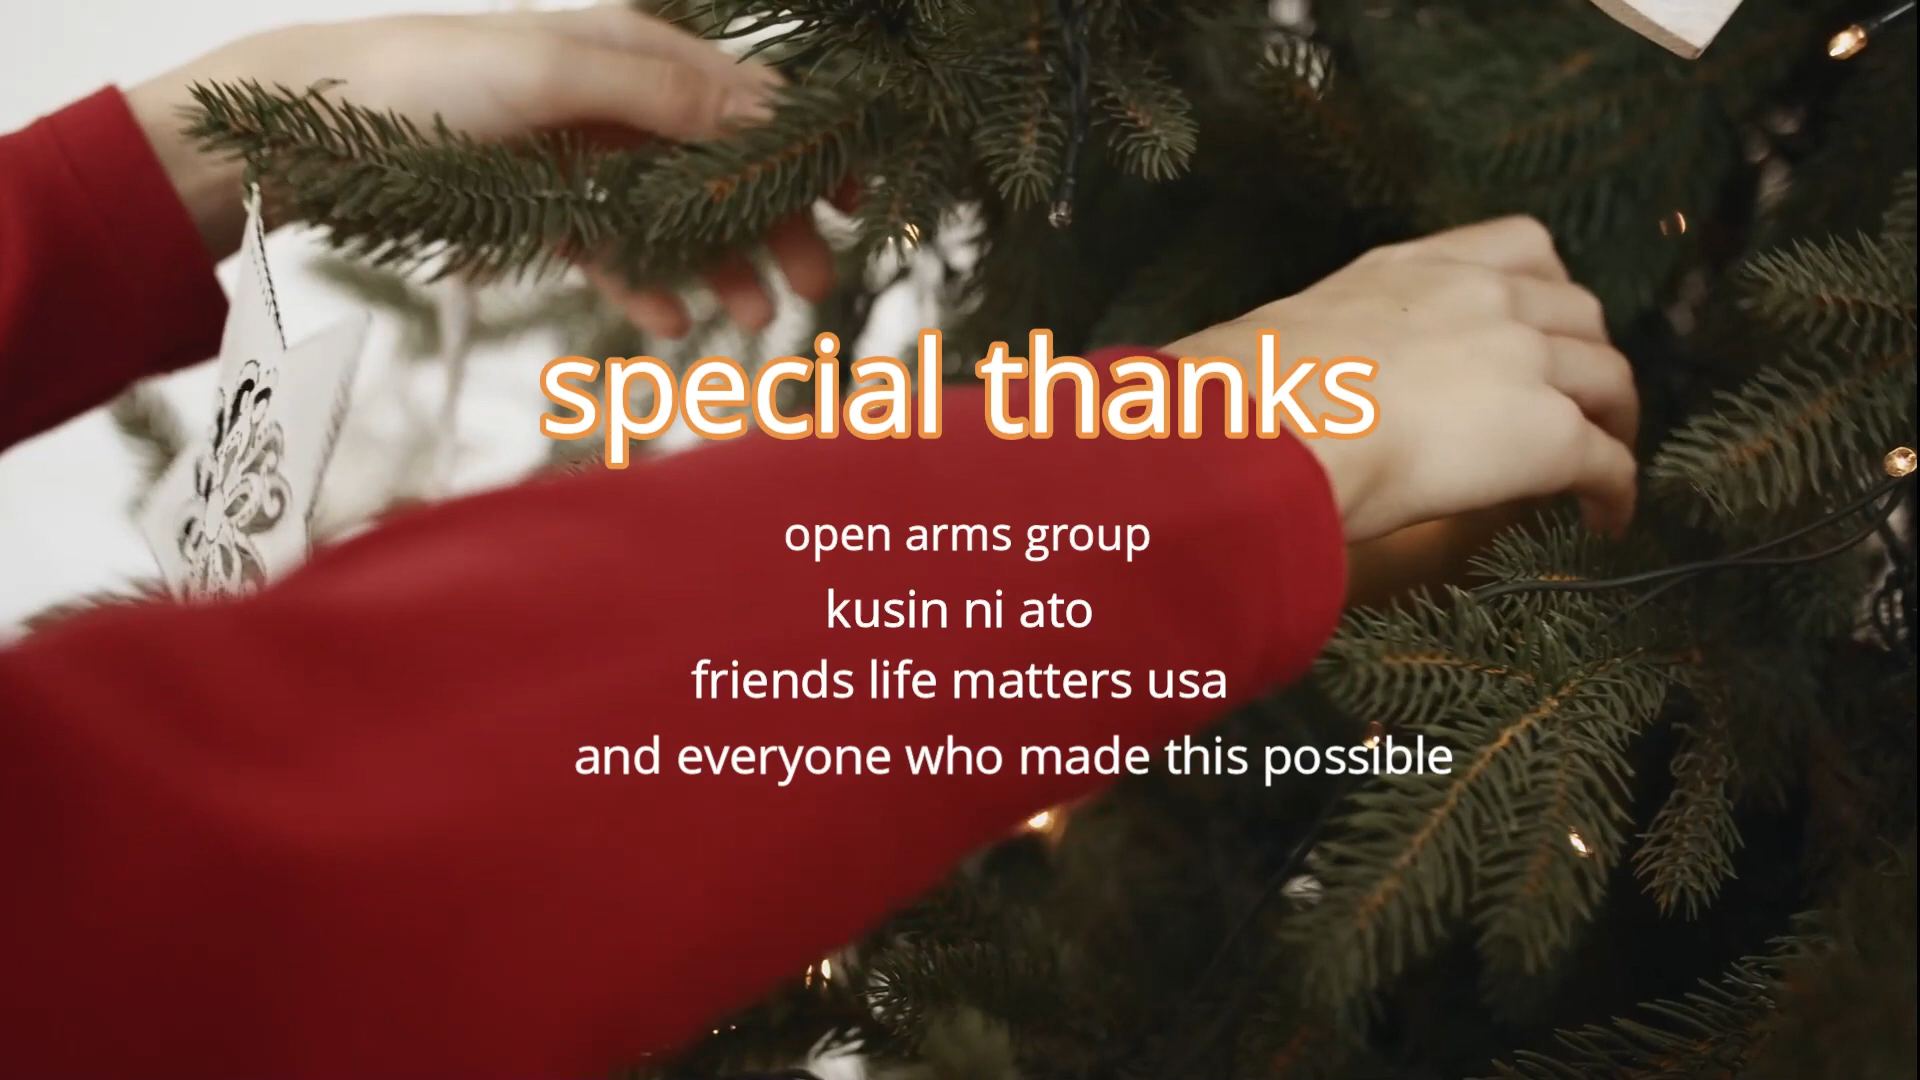 special thanks
open arms group
kusin ni ato
friends life matters usa
and everyone who made this possible